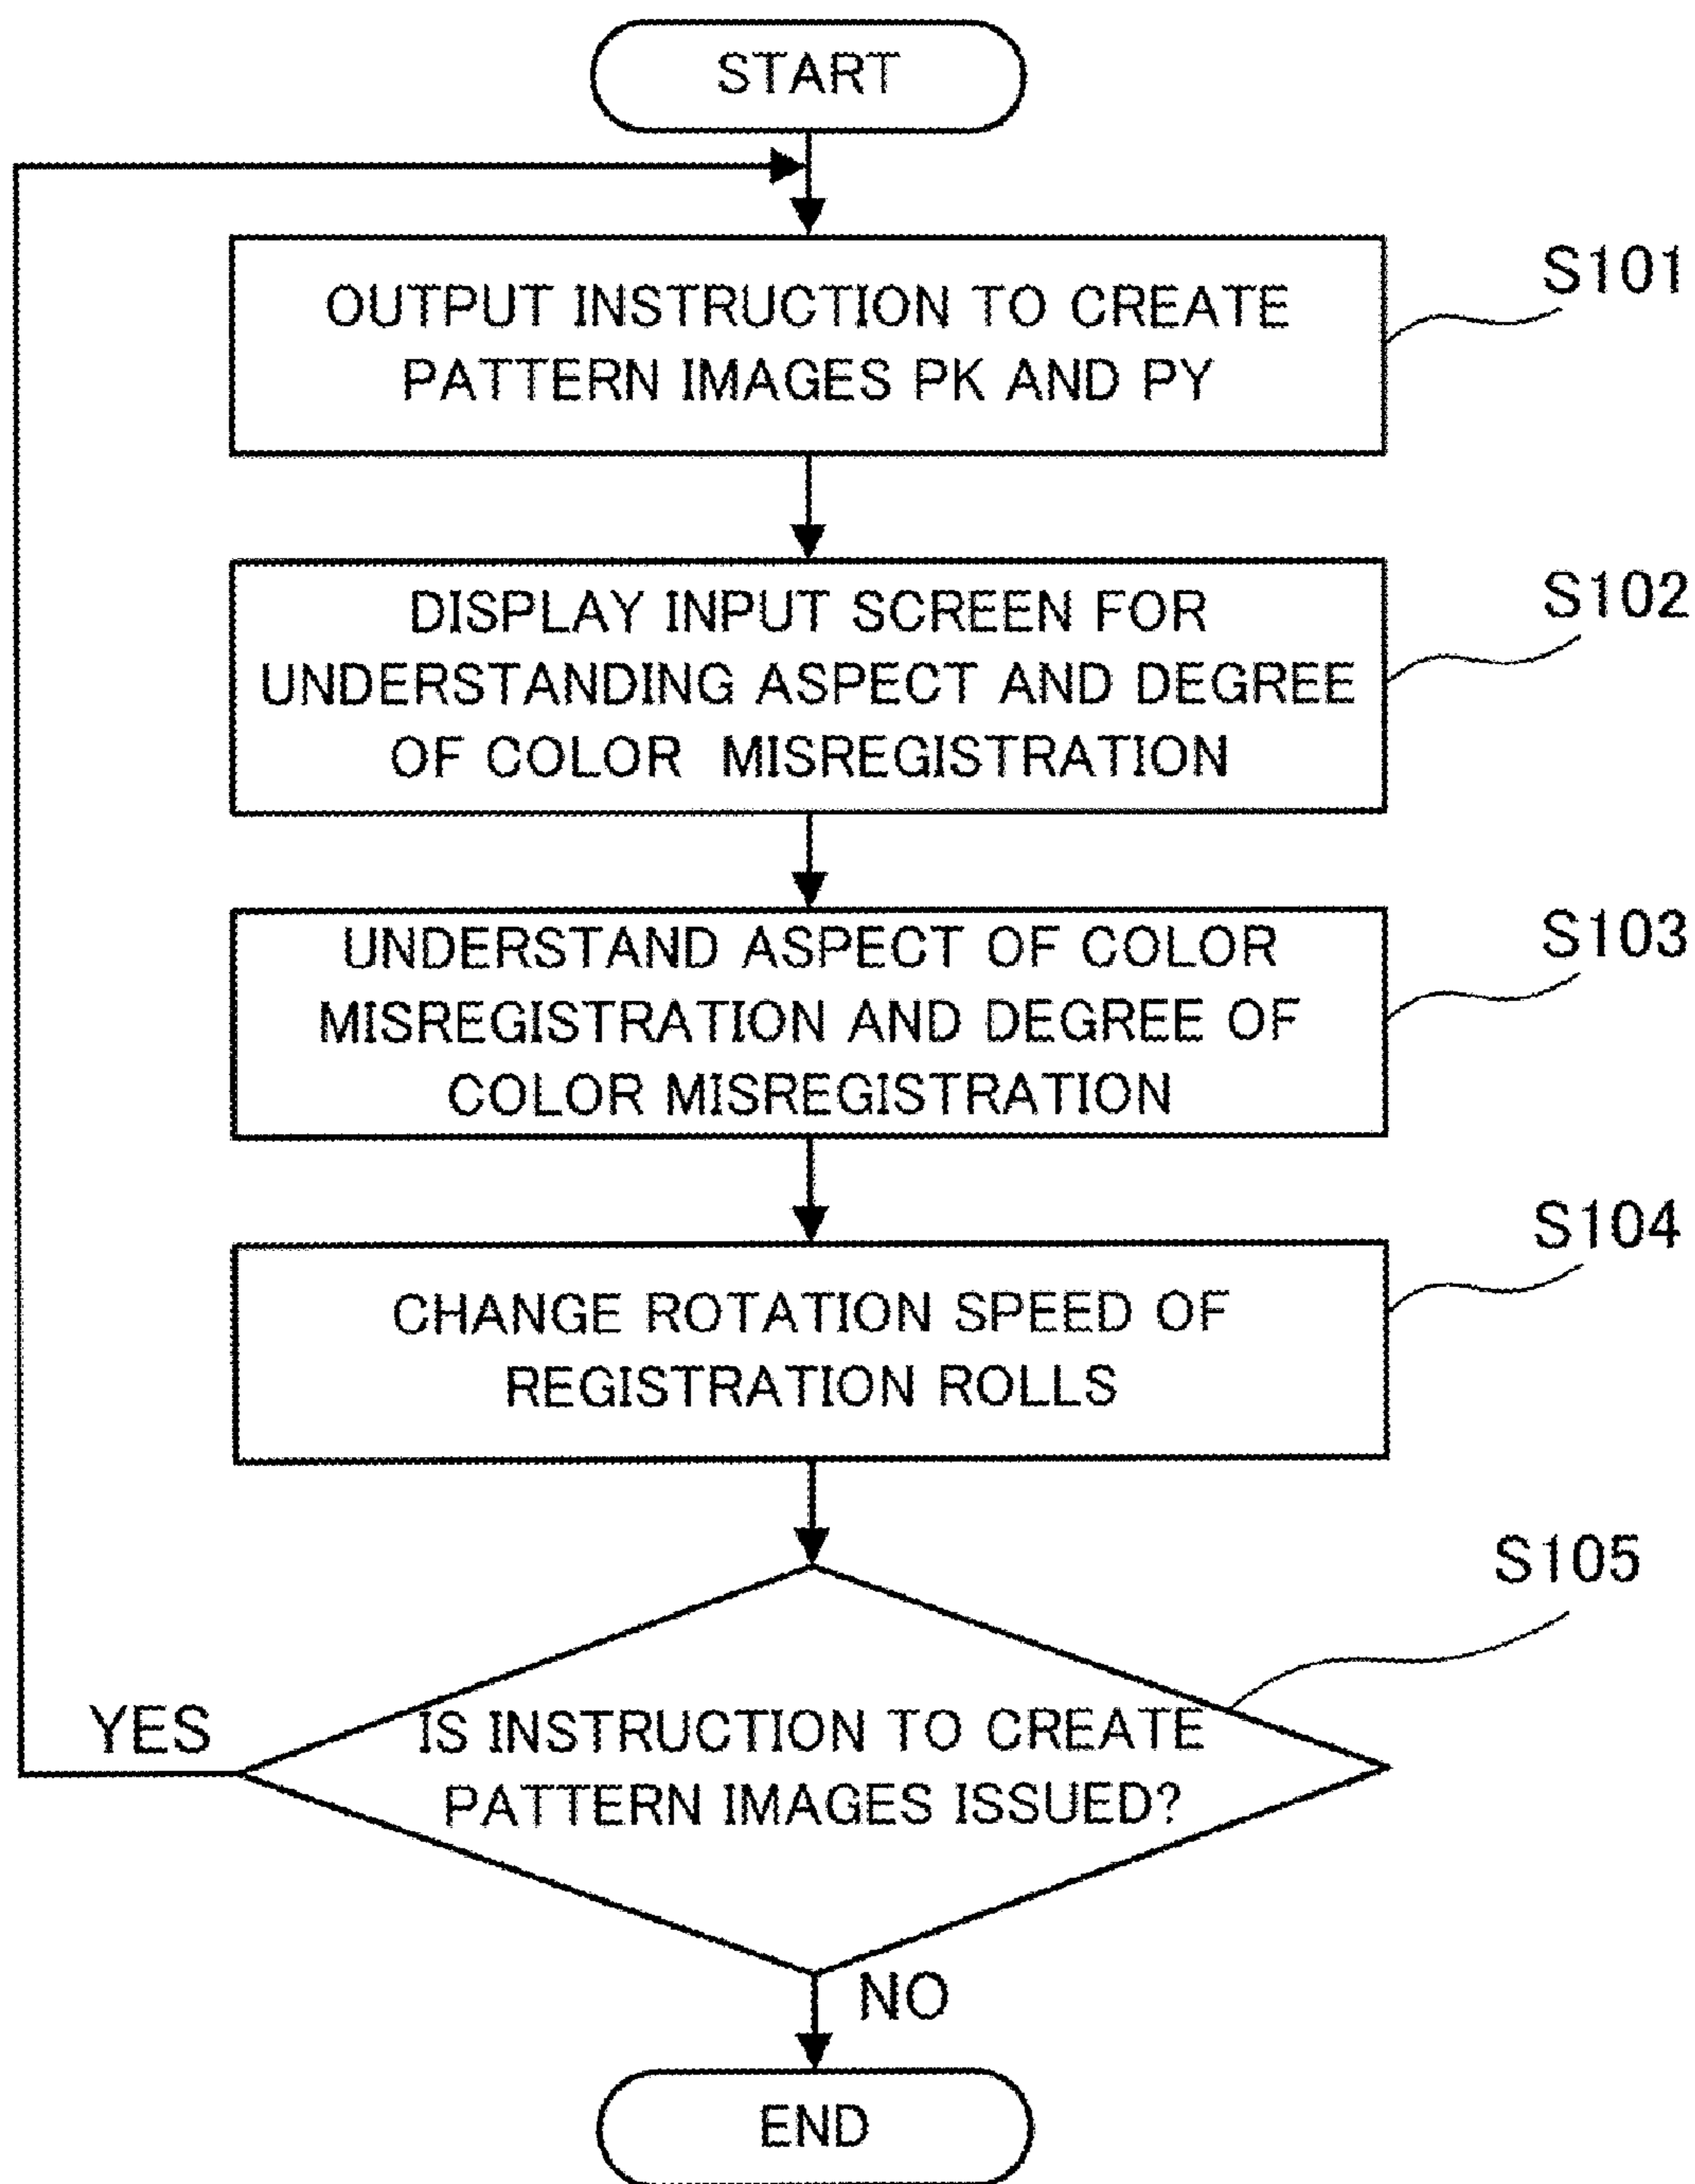 START
OUTPUT INSTRUCTION TO CREATE
PATTERN IMAGES PK AND PY
S101
DISPLAY INPUT SCREEN FOR
UNDERSTANDING ASPECT AND DEGREE
OF COLOR MISREGISTRATION
S102
UNDERSTAND ASPECT OF COLOR
MISREGISTRATION AND DEGREE OF
COLOR MISREGISTRATION
S103
CHANGE ROTATION SPEED OF
REGISTRATION ROLLS
S104
IS INSTRUCTION TO CREATE
PATTERN IMAGES ISSUED?
S105
YES
NO
END